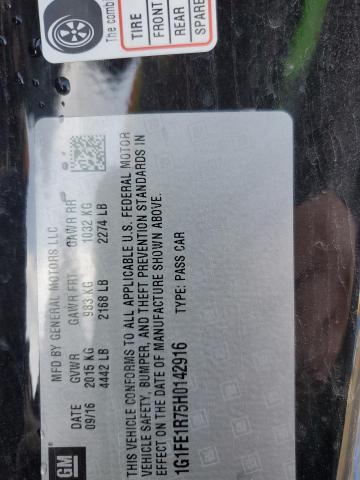 The comb
TIRE
FRONT
REAR
SPARE
GM
MFD BY GENERAL MOTORS LLC
DATE GVWR GAWR FRT GAWR RR
09/16 2015 KG 983 KG 1032 KG
4442 LB 2168 LB 2274 LB
THIS VEHICLE CONFORMS TO ALL APPLICABLE U.S. FEDERAL MOTOR
VEHICLE SAFETY, BUMPER, AND THEFT PREVENTION STANDARDS IN
EFFECT ON THE DATE OF MANUFACTURE SHOWN ABOVE.
1G1FE1R75H0142916 TYPE: PASS CAR